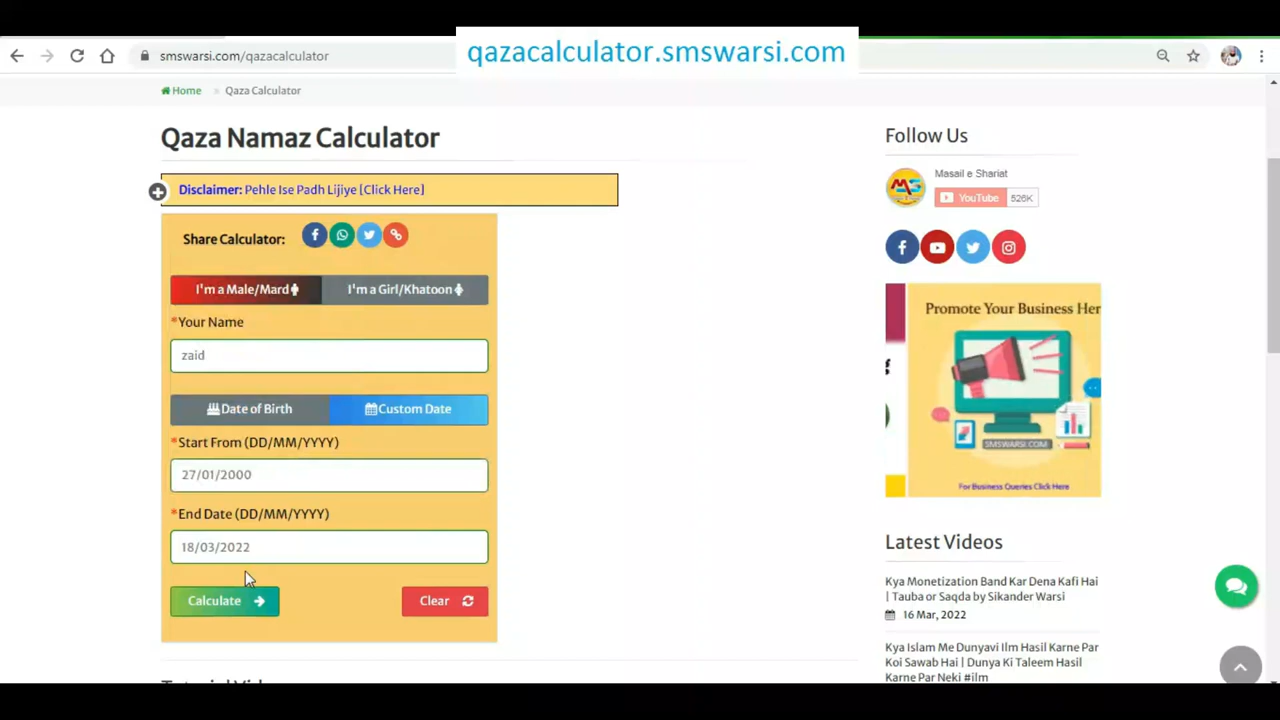 qazacalculator.smswarsi.com
smswarsi.com/qazacalculator
Home » Qaza Calculator
Qaza Namaz Calculator
Disclaimer: Pehle Ise Padh Lijiye [Click Here]
Share Calculator:
I'm a Male/Mard
I'm a Girl/Khatoon
*Your Name
zaid
Date of Birth
Custom Date
*Start From (DD/MM/YYYY)
27/01/2000
*End Date (DD/MM/YYYY)
18/03/2022
Calculate
Clear
Follow Us
Masail e Shariat
YouTube 526K
Promote Your Business Her
SMSWARSI.COM
For Business Queries Click Here
Latest Videos
Kya Monetization Band Kar Dena Kafi Hai
| Tauba or Saqda by Sikander Warsi
16 Mar, 2022
Kya Islam Me Dunyavi Ilm Hasil Karne Par
Koi Sawab Hai | Dunya Ki Taleem Hasil
Karne Par Neki #ilm